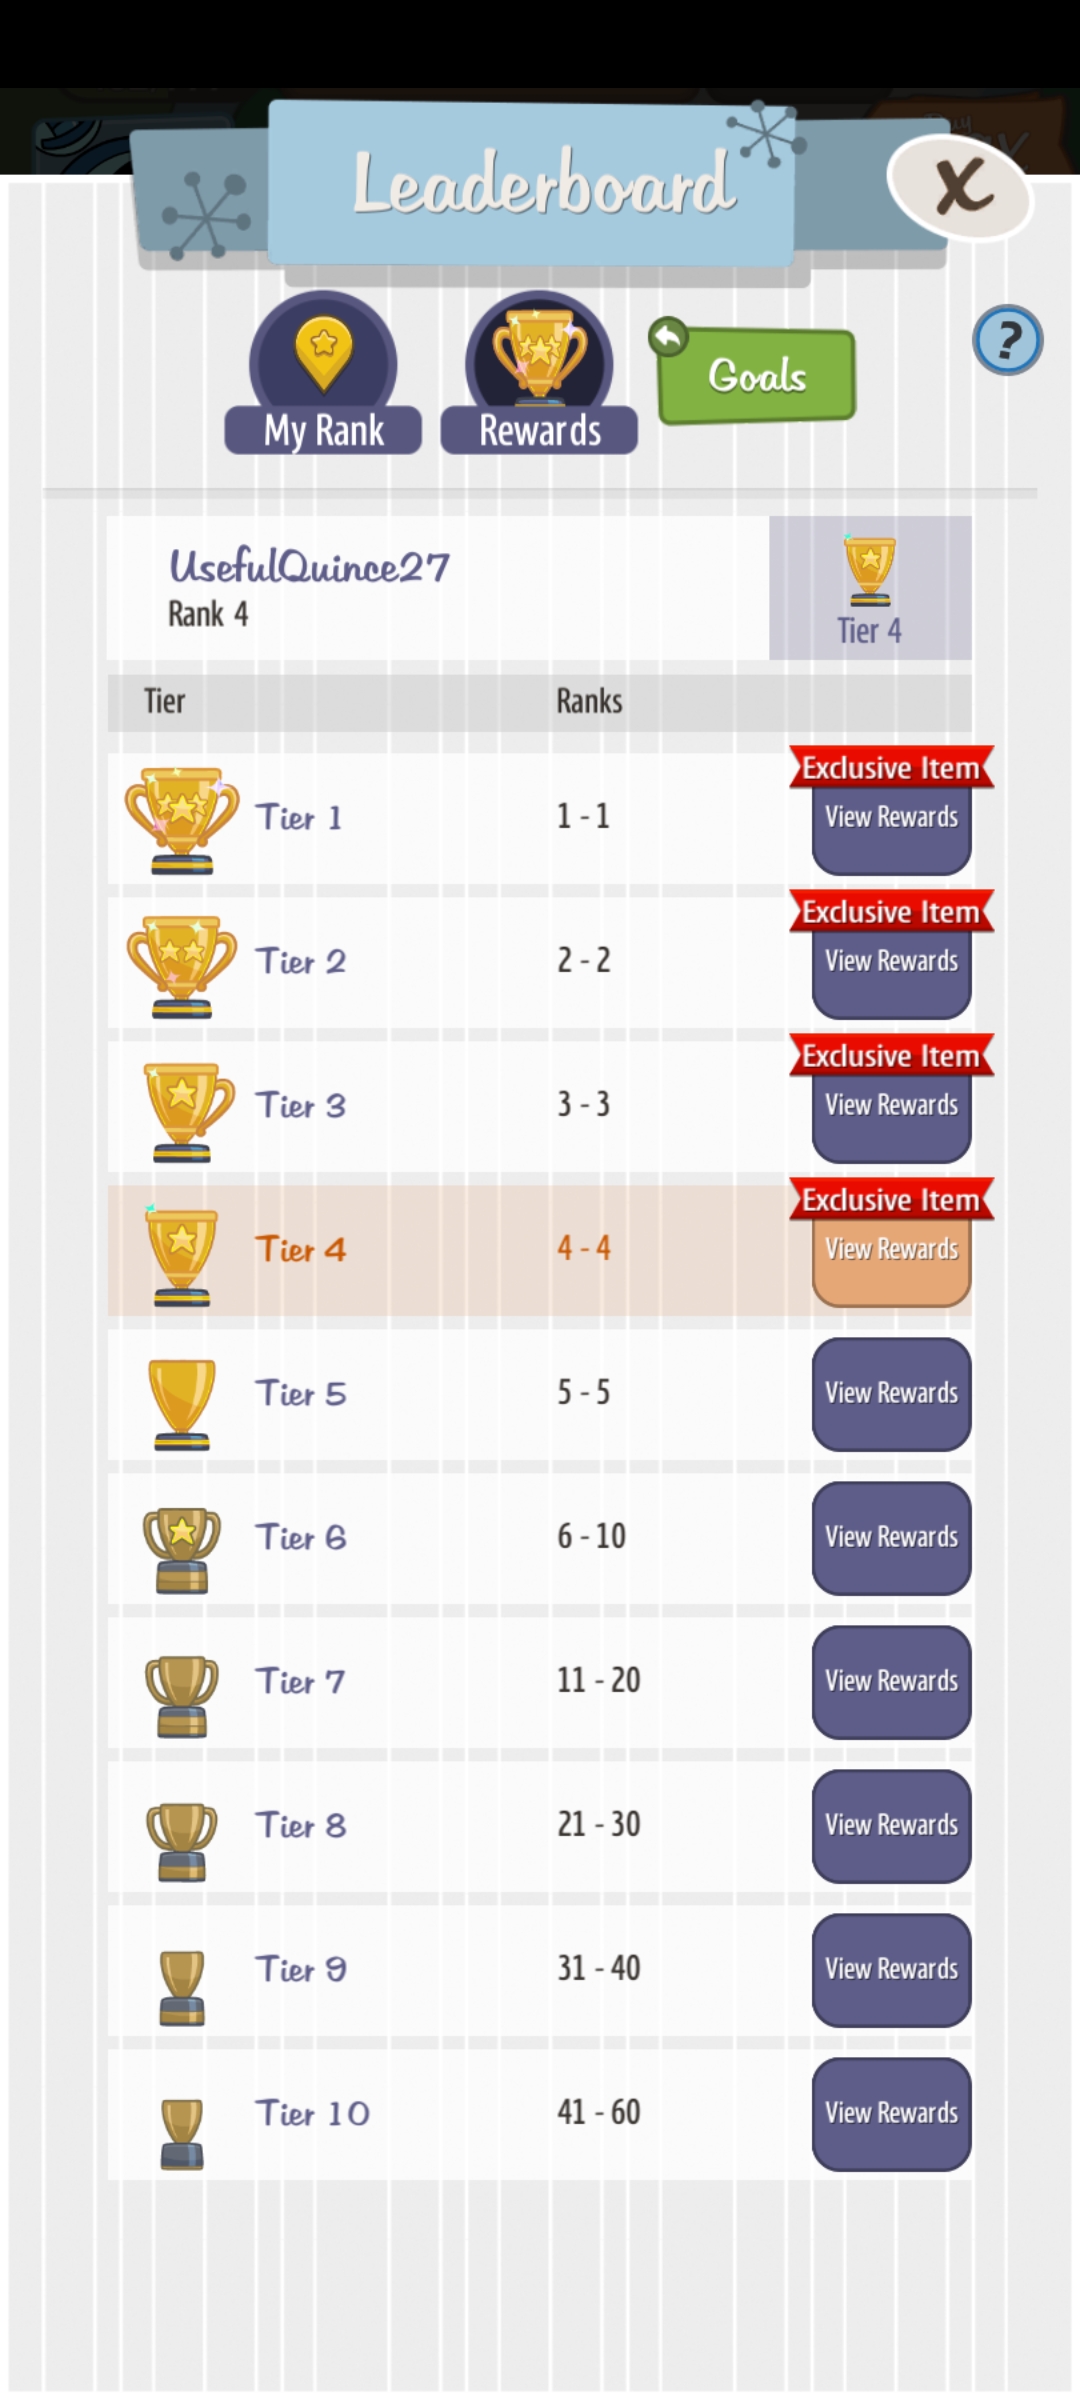 Leaderboard
X
My Rank
Rewards
Goals
?
UsefulQuince27
Rank 4
Tier 4
Tier Ranks
Exclusive Item
Tier 1 1 - 1 View Rewards
Exclusive Item
Tier 2 2 - 2 View Rewards
Exclusive Item
Tier 3 3 - 3 View Rewards
Exclusive Item
Tier 4 4 - 4 View Rewards
Tier 5 5 - 5 View Rewards
Tier 6 6 - 10 View Rewards
Tier 7 11 - 20 View Rewards
Tier 8 21 - 30 View Rewards
Tier 9 31 - 40 View Rewards
Tier 10 41 - 60 View Rewards